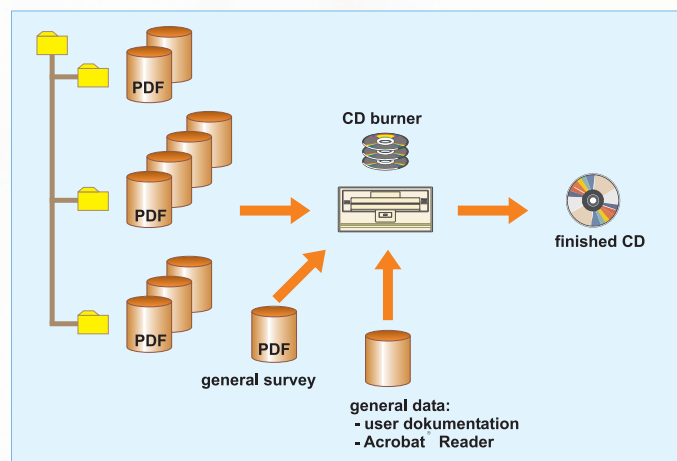 PDF
CD burner
PDF
finished CD
PDF
PDF
general survey
general data:
- user dokumentation
- Acrobat® Reader